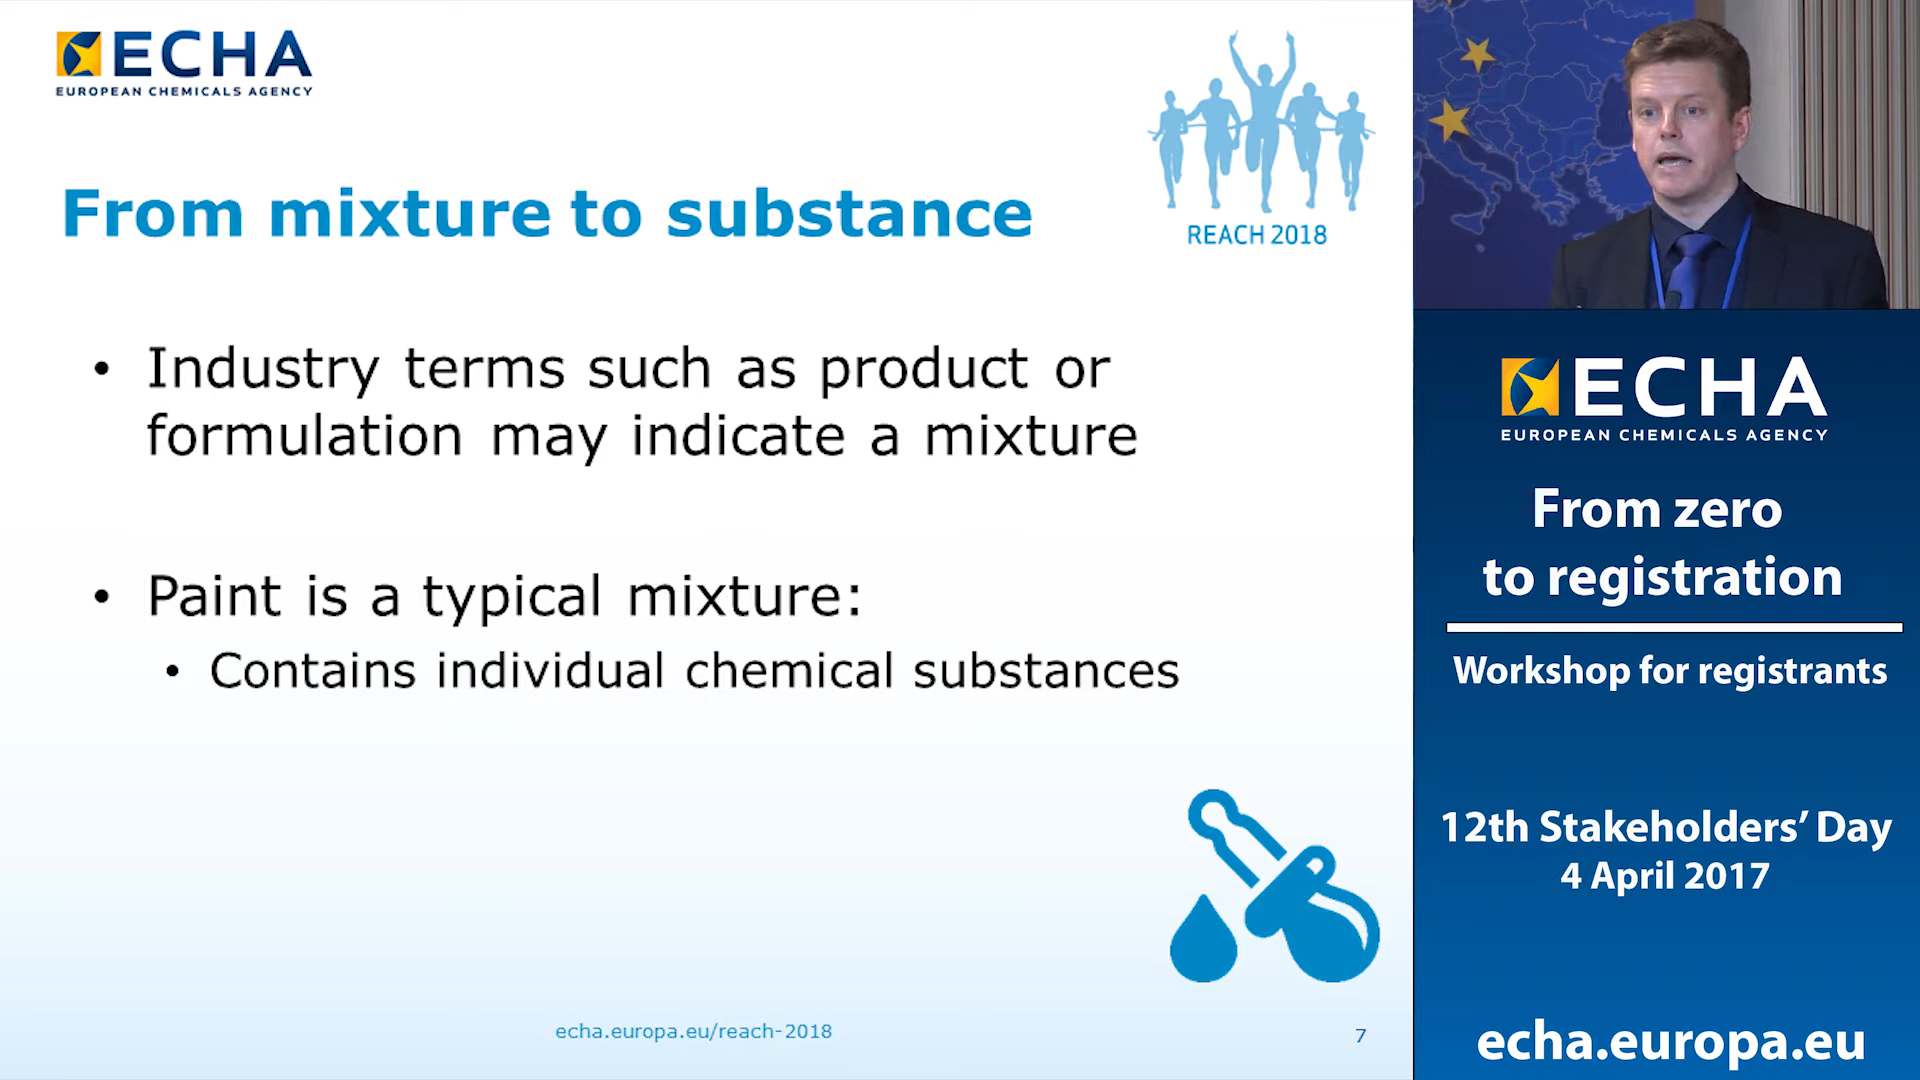 ECHA
EUROPEAN CHEMICALS AGENCY
REACH 2018
From mixture to substance
• Industry terms such as product or
formulation may indicate a mixture
• Paint is a typical mixture:
• Contains individual chemical substances
echa.europa.eu/reach-2018
7
ECHA
EUROPEAN CHEMICALS AGENCY
From zero
to registration
Workshop for registrants
12th Stakeholders’ Day
4 April 2017
echa.europa.eu